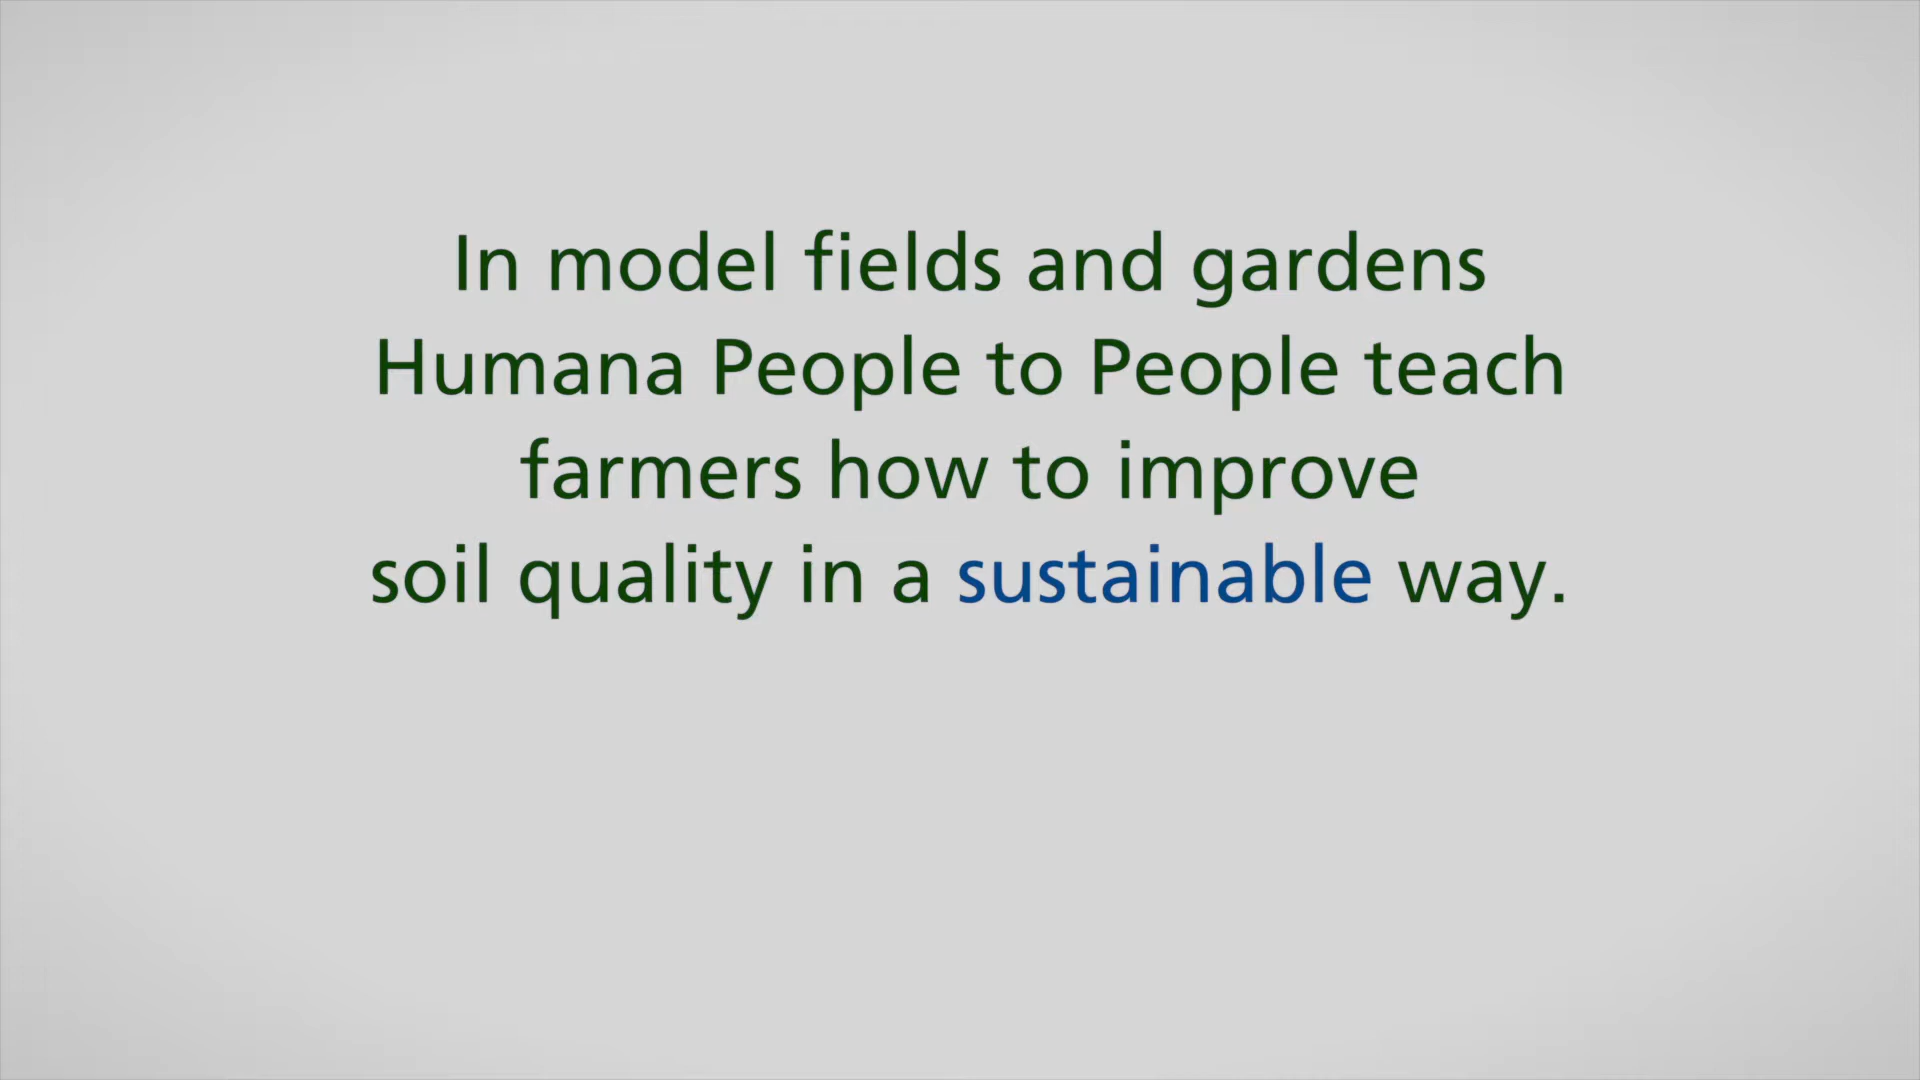 In model fields and gardens
Humana People to People teach
farmers how to improve
soil quality in a sustainable way.